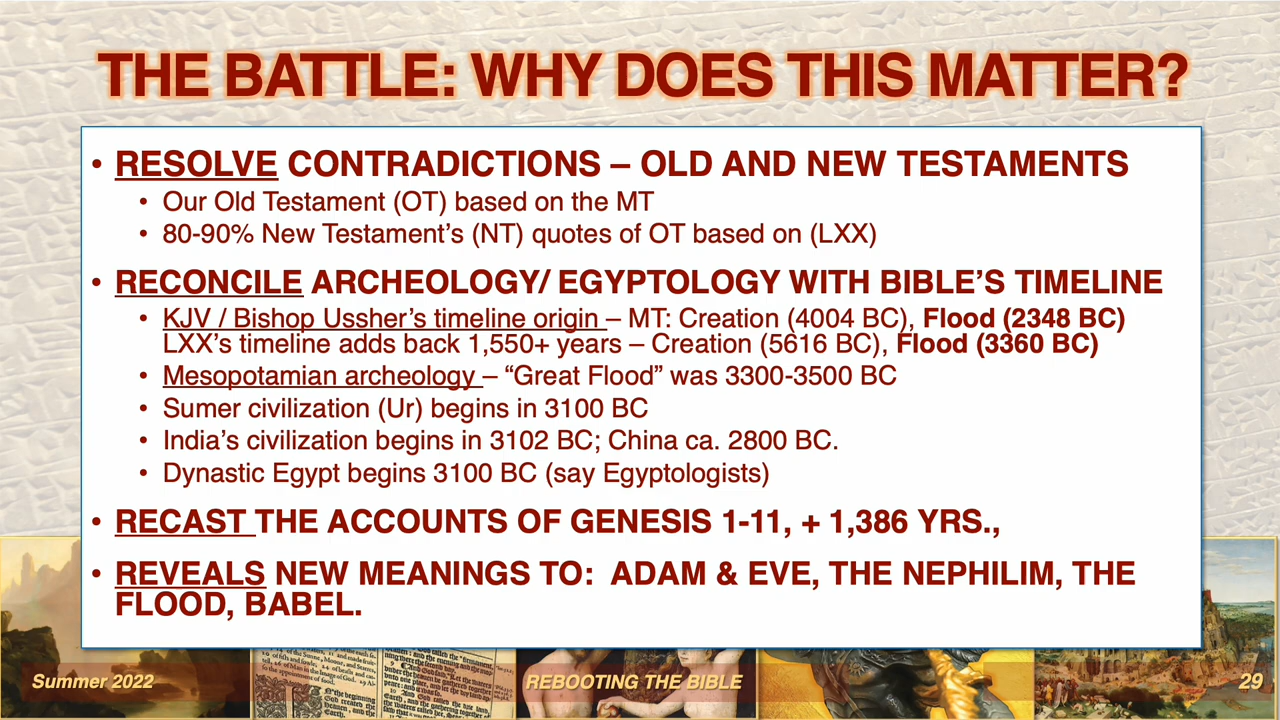 THE BATTLE: WHY DOES THIS MATTER?
• RESOLVE CONTRADICTIONS – OLD AND NEW TESTAMENTS
• Our Old Testament (OT) based on the MT
• 80-90% New Testament’s (NT) quotes of OT based on (LXX)
• RECONCILE ARCHEOLOGY/ EGYPTOLOGY WITH BIBLE’S TIMELINE
• KJV / Bishop Ussher’s timeline origin – MT: Creation (4004 BC), Flood (2348 BC)
LXX’s timeline adds back 1,550+ years – Creation (5616 BC), Flood (3360 BC)
• Mesopotamian archeology – “Great Flood” was 3300-3500 BC
• Sumer civilization (Ur) begins in 3100 BC
• India’s civilization begins in 3102 BC; China ca. 2800 BC.
• Dynastic Egypt begins 3100 BC (say Egyptologists)
• RECAST THE ACCOUNTS OF GENESIS 1-11, + 1,386 YRS.,
• REVEALS NEW MEANINGS TO: ADAM & EVE, THE NEPHILIM, THE
FLOOD, BABEL.
Summer 2022
REBOOTING THE BIBLE
29